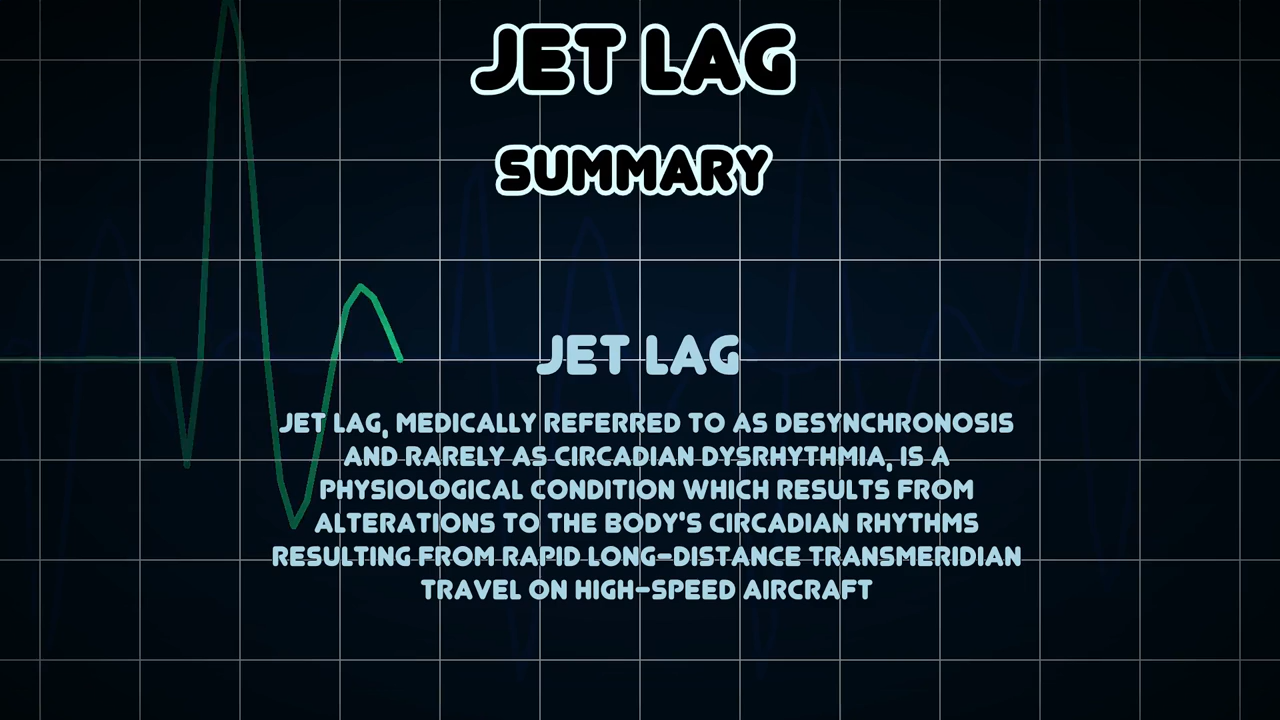 JET LAG
SUMMARY
JET LAG
JET LAG, MEDICALLY REFERRED TO AS DESYNCHRONOSIS
AND RARELY AS CIRCADIAN DYSRHYTHMIA, IS A
PHYSIOLOGICAL CONDITION WHICH RESULTS FROM
ALTERATIONS TO THE BODY'S CIRCADIAN RHYTHMS
RESULTING FROM RAPID LONG-DISTANCE TRANSMERIDIAN
TRAVEL ON HIGH-SPEED AIRCRAFT